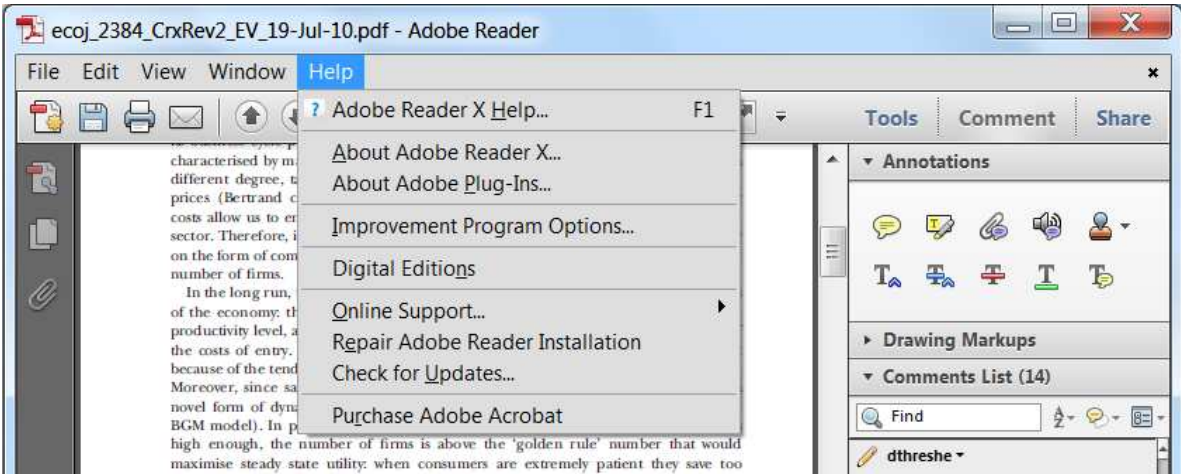 ecoj_2384_CrxRev2_EV_19-Jul-10.pdf - Adobe Reader
File Edit View Window Help
Tools Comment Share
Adobe Reader X Help... F1
About Adobe Reader X...
About Adobe Plug-Ins...
Improvement Program Options...
Digital Editions
Online Support...
Repair Adobe Reader Installation
Check for Updates...
Purchase Adobe Acrobat
characterised by
different degree,
prices (Bertrand
costs allow us to
sector. Therefore,
on the form of
number of firms.
In the long run,
of the economy:
productivity level,
the costs of entry.
because of the
Moreover, since
novel form of
BGM model). In
high enough, the number of firms is above the 'golden rule' number that would
maximise steady state utility: when consumers are extremely patient they save too
Annotations
Drawing Markups
Comments List (14)
Find
dthreshe